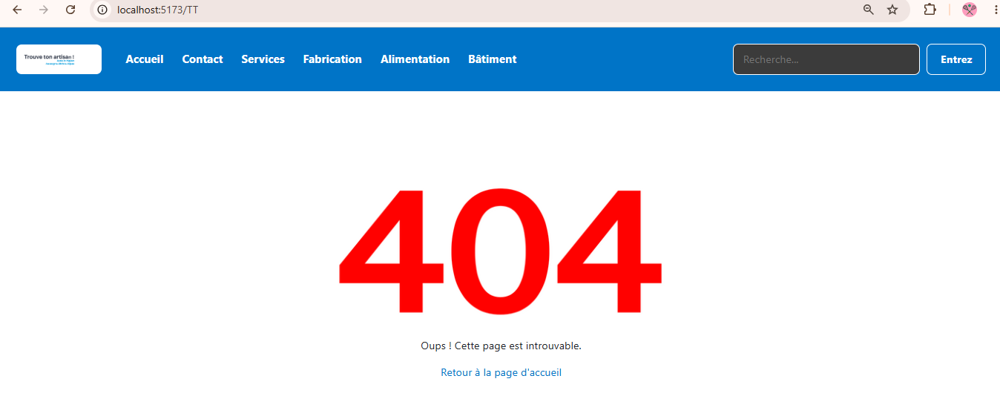 localhost:5173/TT
Trouve ton artisan !
Accueil Contact Services Fabrication Alimentation Bâtiment Recherche... Entrez
404
Oups ! Cette page est introuvable.
Retour à la page d'accueil